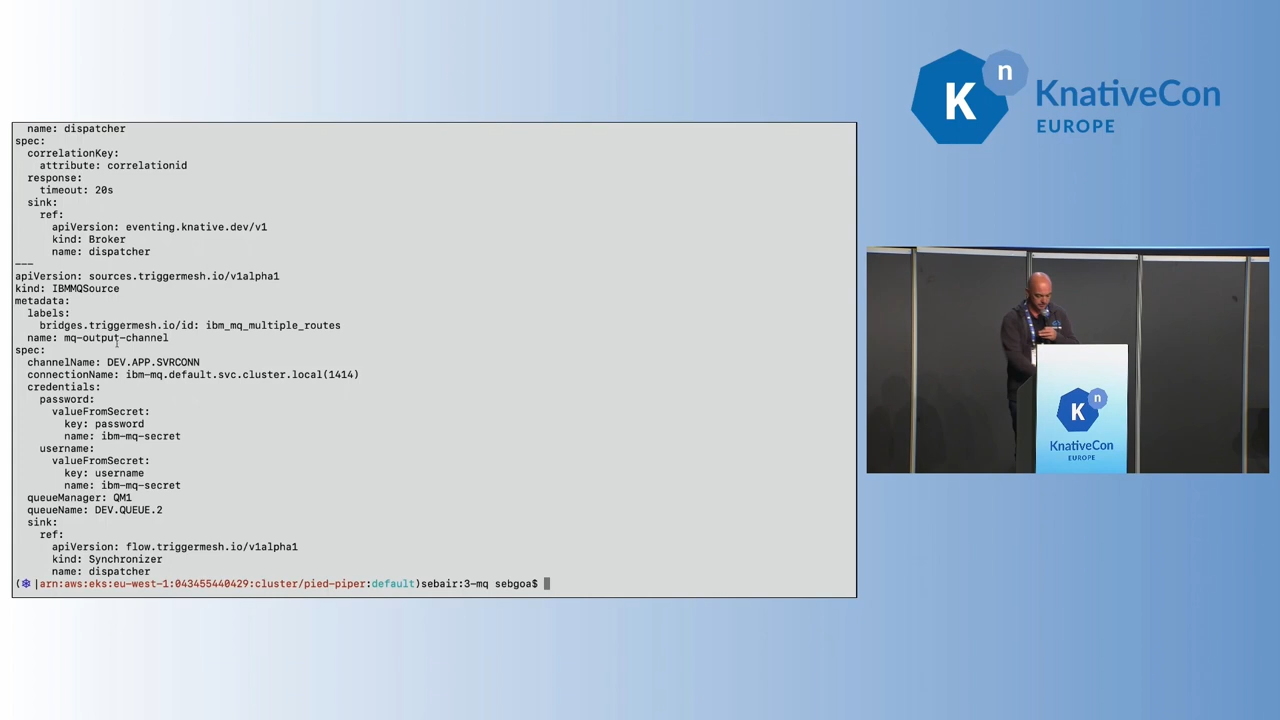 name: dispatcher
spec:
correlationKey:
attribute: correlationid
response:
timeout: 20s
sink:
ref:
apiVersion: eventing.knative.dev/v1
kind: Broker
name: dispatcher
---
apiVersion: sources.triggermesh.io/v1alpha1
kind: IBMMQSource
metadata:
labels:
bridges.triggermesh.io/id: ibm_mq_multiple_routes
name: mq-output-channel
spec:
channelName: DEV.APP.SVRCONN
connectionName: ibm-mq.default.svc.cluster.local(1414)
credentials:
password:
valueFromSecret:
key: password
name: ibm-mq-secret
username:
valueFromSecret:
key: username
name: ibm-mq-secret
queueManager: QM1
queueName: DEV.QUEUE.2
sink:
ref:
apiVersion: flow.triggermesh.io/v1alpha1
kind: Synchronizer
name: dispatcher
(⎈ |arn:aws:eks:eu-west-1:043455440429:cluster/pied-piper:default)sebair:3-mq sebgoa$
K n
KnativeCon
EUROPE
K n
KnativeCon
EUROPE